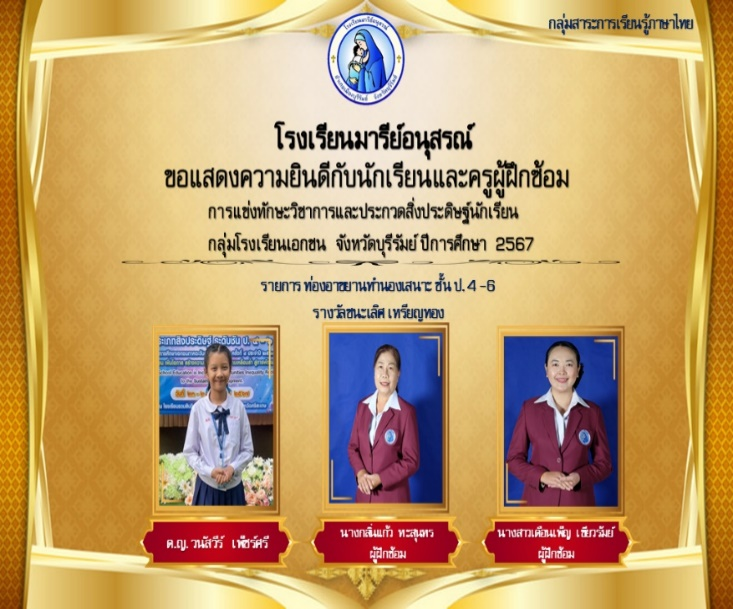 กลุ่มสาระการเรียนรู้ภาษาไทย
โรงเรียนมารีย์อนุสรณ์
ขอแสดงความยินดีกับนักเรียนและครูผู้ฝึกซ้อม
การแข่งทักษะวิชาการและประกวดสิ่งประดิษฐ์นักเรียน
กลุ่มโรงเรียนเอกชน จังหวัดบุรีรัมย์ ปีการศึกษา 2567
รายการ ท่องอาขยานทำนองเสนาะ ชั้น ป. 4 -6
รางวัลชนะเลิศ เหรียญทอง
ด.ญ. วนัสวีร์ เพ็ชร์ศรี
นางกลิ่นแก้ว ทะสุนทร
ผู้ฝึกซ้อม
นางสาวเดือนเพ็ญ เชียวรัมย์
ผู้ฝึกซ้อม